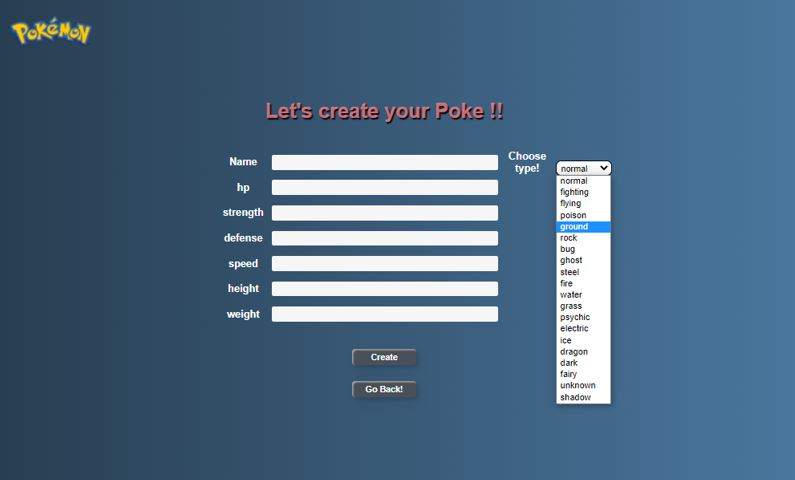 POKéMON
Let's create your Poke !!
Name
hp
strength
defense
speed
height
weight
Choose
type!
normal
normal
fighting
flying
poison
ground
rock
bug
ghost
steel
fire
water
grass
psychic
electric
ice
dragon
dark
fairy
unknown
shadow
Create
Go Back!